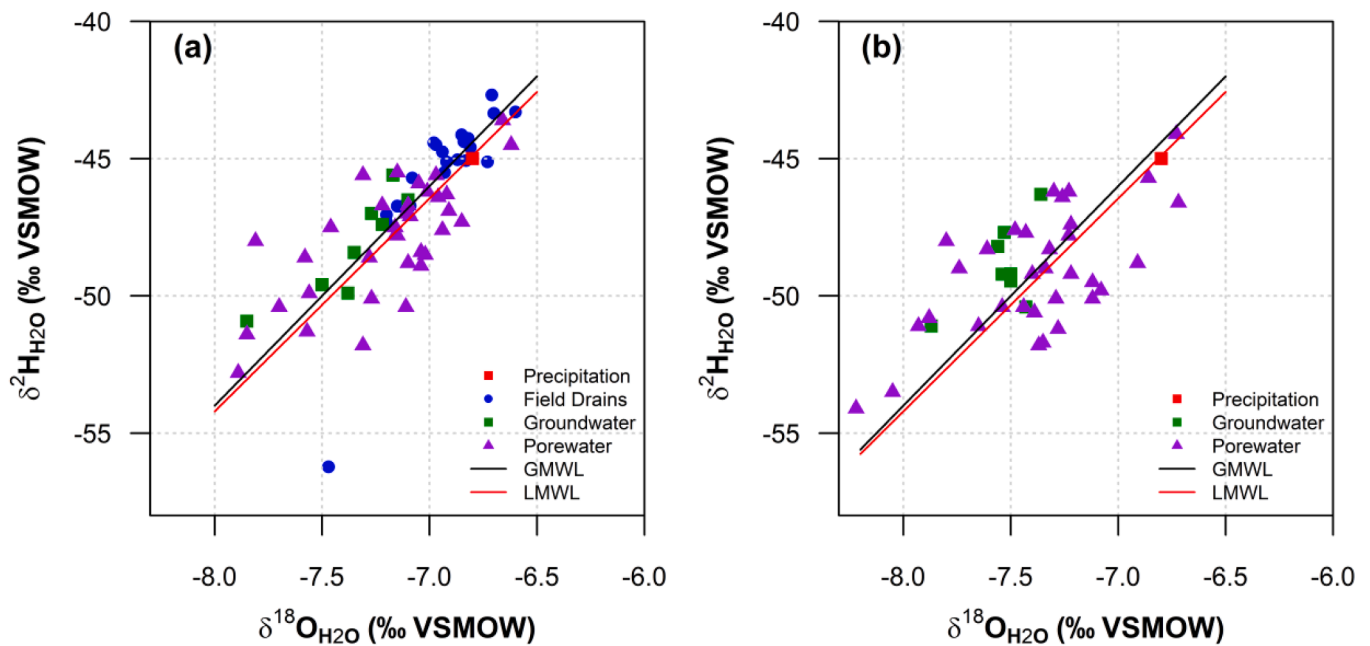 (a)
-40
-45
-50
-55
δ²H_H2O (‰ VSMOW)
Precipitation
Field Drains
Groundwater
Porewater
GMWL
LMWL
-8.0 -7.5 -7.0 -6.5 -6.0
δ¹⁸O_H2O (‰ VSMOW)
(b)
-40
-45
-50
-55
δ²H_H2O (‰ VSMOW)
Precipitation
Groundwater
Porewater
GMWL
LMWL
-8.0 -7.5 -7.0 -6.5 -6.0
δ¹⁸O_H2O (‰ VSMOW)